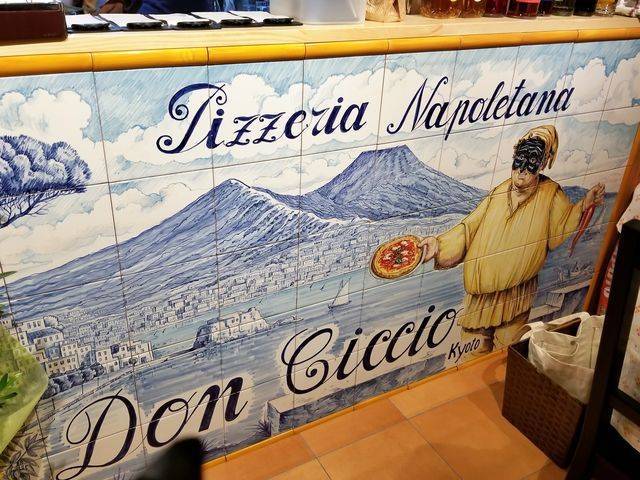 Pizzeria Napoletana
Don Ciccio
Kyoto